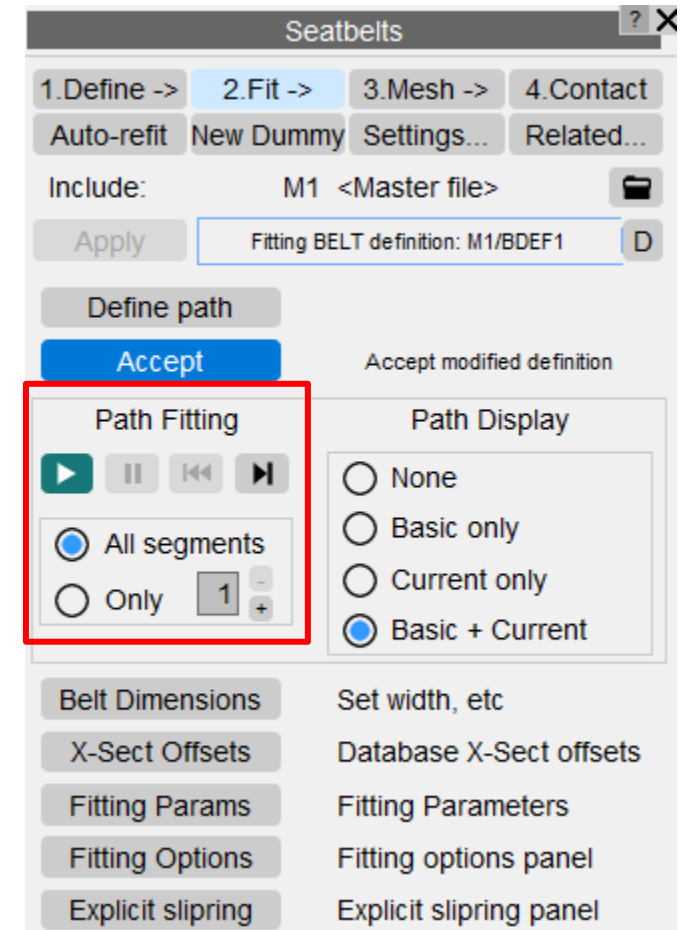 Seatbelts ? X
1.Define -> 2.Fit -> 3.Mesh -> 4.Contact
Auto-refit New Dummy Settings... Related...
Include: M1 <Master file>
Apply Fitting BELT definition: M1/BDEF1 D
Define path
Accept Accept modified definition
Path Fitting Path Display
None
All segments Basic only
Only 1 - + Current only
Basic + Current
Belt Dimensions Set width, etc
X-Sect Offsets Database X-Sect offsets
Fitting Params Fitting Parameters
Fitting Options Fitting options panel
Explicit slipring Explicit slipring panel